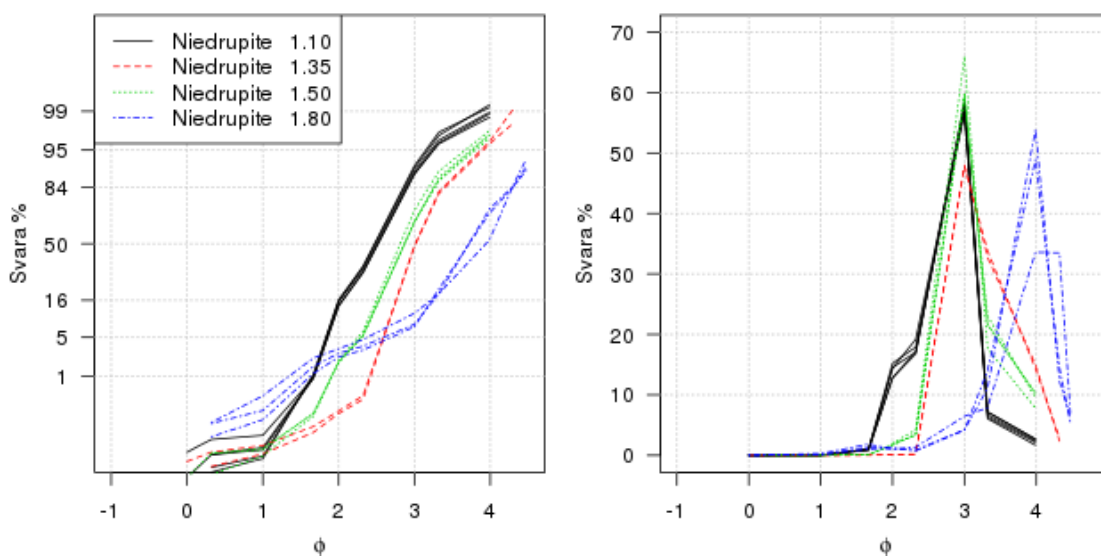 Niedrupite 1.10
Niedrupite 1.35
Niedrupite 1.50
Niedrupite 1.80
Svara %
99
95
84
50
16
5
1
-1 0 1 2 3 4
ϕ
Svara %
70
60
50
40
30
20
10
0
-1 0 1 2 3 4
ϕ